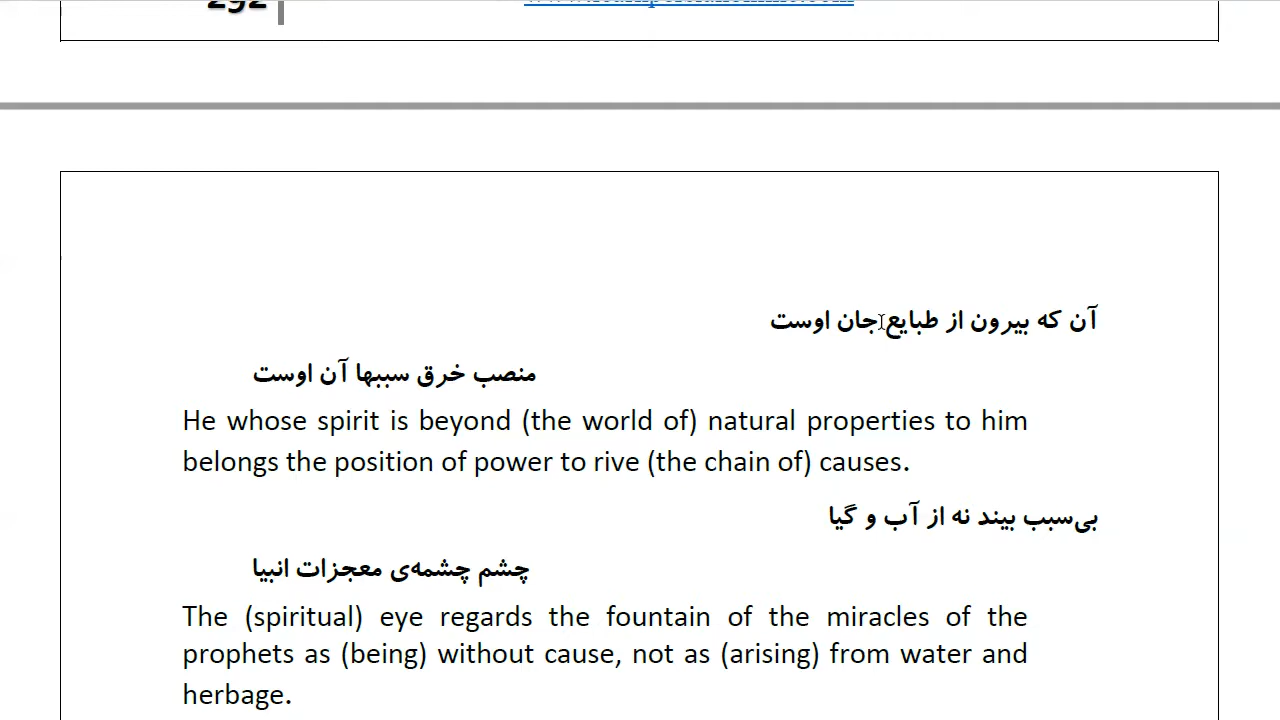 292
آن که بیرون از طبایع جان اوست
منصب خرق سببها آن اوست
He whose spirit is beyond (the world of) natural properties to him
belongs the position of power to rive (the chain of) causes.
بی‌سبب بیند نه از آب و گیا
چشم چشمه‌ی معجزات انبیا
The (spiritual) eye regards the fountain of the miracles of the
prophets as (being) without cause, not as (arising) from water and
herbage.